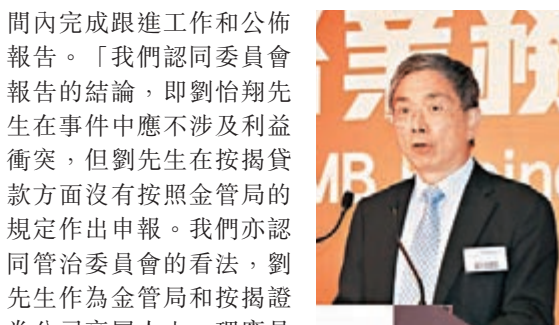 間內完成跟進工作和公佈
報告。「我們認同委員會
報告的結論，即劉怡翔先
生在事件中應不涉及利益
衝突，但劉先生在按揭貸
款方面沒有按照金管局的
規定作出申報。我們亦認
同管治委員會的看法，劉
先生作為金管局和按揭證
MB